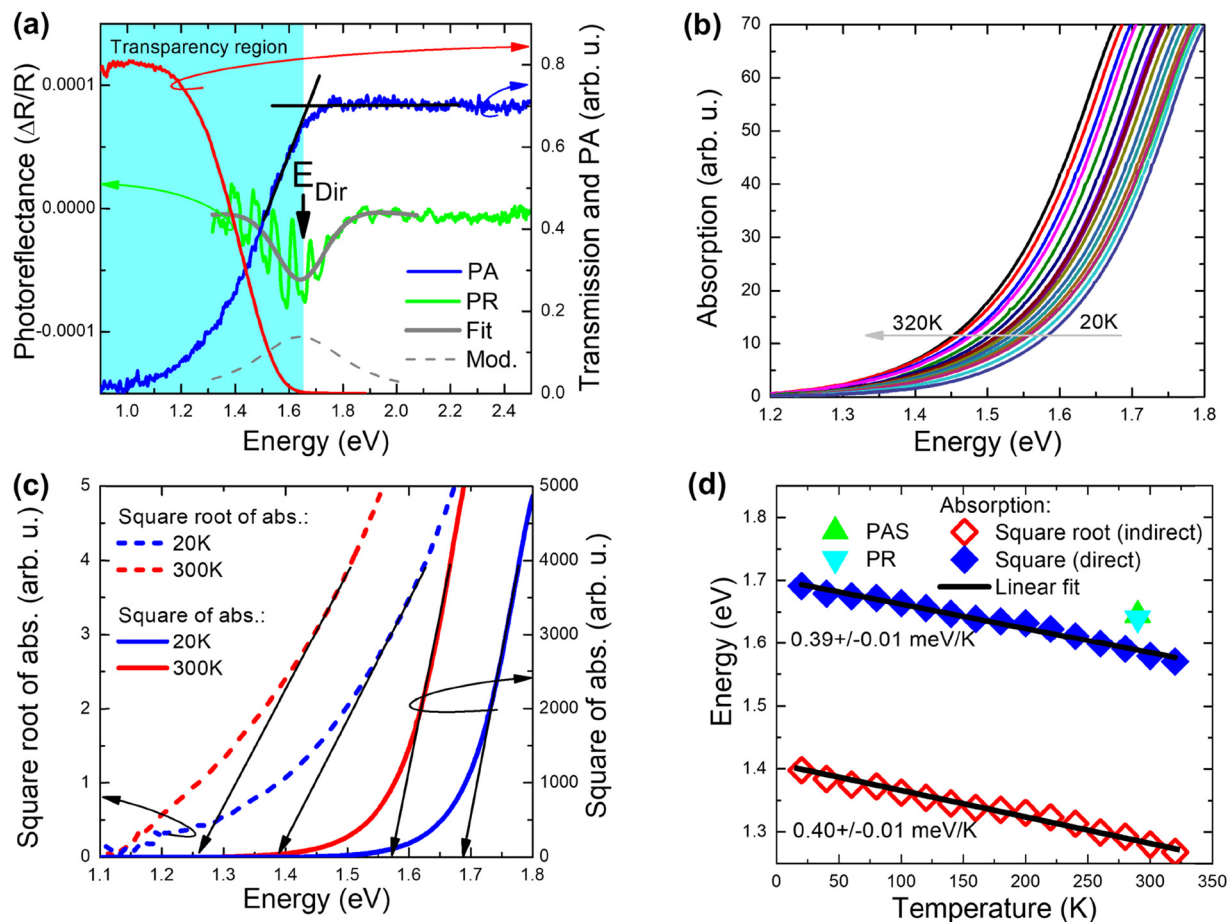 (a)
Transparency region
Photoreflectance (ΔR/R)
0.0001
0.0000
-0.0001
E Dir
PA
PR
Fit
Mod.
0.8
0.6
0.4
0.2
0.0
Transmission and PA (arb. u.)
1.0 1.2 1.4 1.6 1.8 2.0 2.2 2.4
Energy (eV)
(b)
Absorption (arb. u.)
70
60
50
40
30
20
10
0
320K 20K
1.2 1.3 1.4 1.5 1.6 1.7 1.8
Energy (eV)
(c)
Square root of abs. (arb. u.)
5
4
3
2
1
0
Square root of abs.:
20K
300K
Square of abs.:
20K
300K
5000
4000
3000
2000
1000
0
Square of abs. (arb. u.)
1.1 1.2 1.3 1.4 1.5 1.6 1.7 1.8
Energy (eV)
(d)
Energy (eV)
1.8
1.7
1.6
1.5
1.4
1.3
PAS
PR
Absorption:
Square root (indirect)
Square (direct)
Linear fit
0.39+/-0.01 meV/K
0.40+/-0.01 meV/K
0 50 100 150 200 250 300 350
Temperature (K)